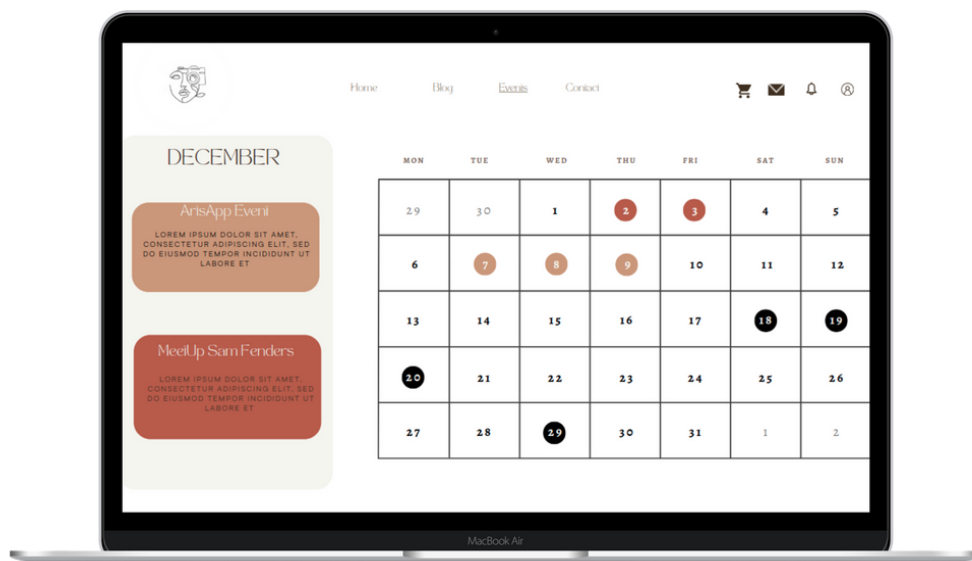 Home Blog Events Contact
DECEMBER
ArtsApp Event
LOREM IPSUM DOLOR SIT AMET,
CONSECTETUR ADIPISCING ELIT, SED
DO EIUSMOD TEMPOR INCIDIDUNT UT
LABORE ET
MeetUp Sam Fenders
LOREM IPSUM DOLOR SIT AMET,
CONSECTETUR ADIPISCING ELIT, SED
DO EIUSMOD TEMPOR INCIDIDUNT UT
LABORE ET
MON TUE WED THU FRI SAT SUN
29 30 1 2 3 4 5
6 7 8 9 10 11 12
13 14 15 16 17 18 19
20 21 22 23 24 25 26
27 28 29 30 31 1 2
MacBook Air